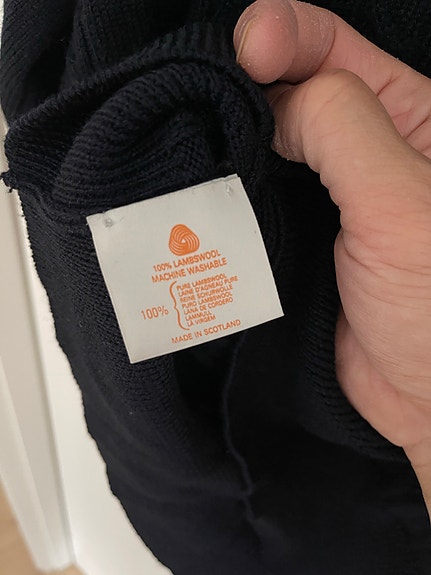 100% LAMBSWOOL
MACHINE WASHABLE
100%
PURE LAMBSWOOL
LAINE D'AGNEAU PURE
REINE SCHURWOLLE
PURO LAMBSWOOL
LANA DE CORDERO
LAMMULL
LA VIRGEM
MADE IN SCOTLAND